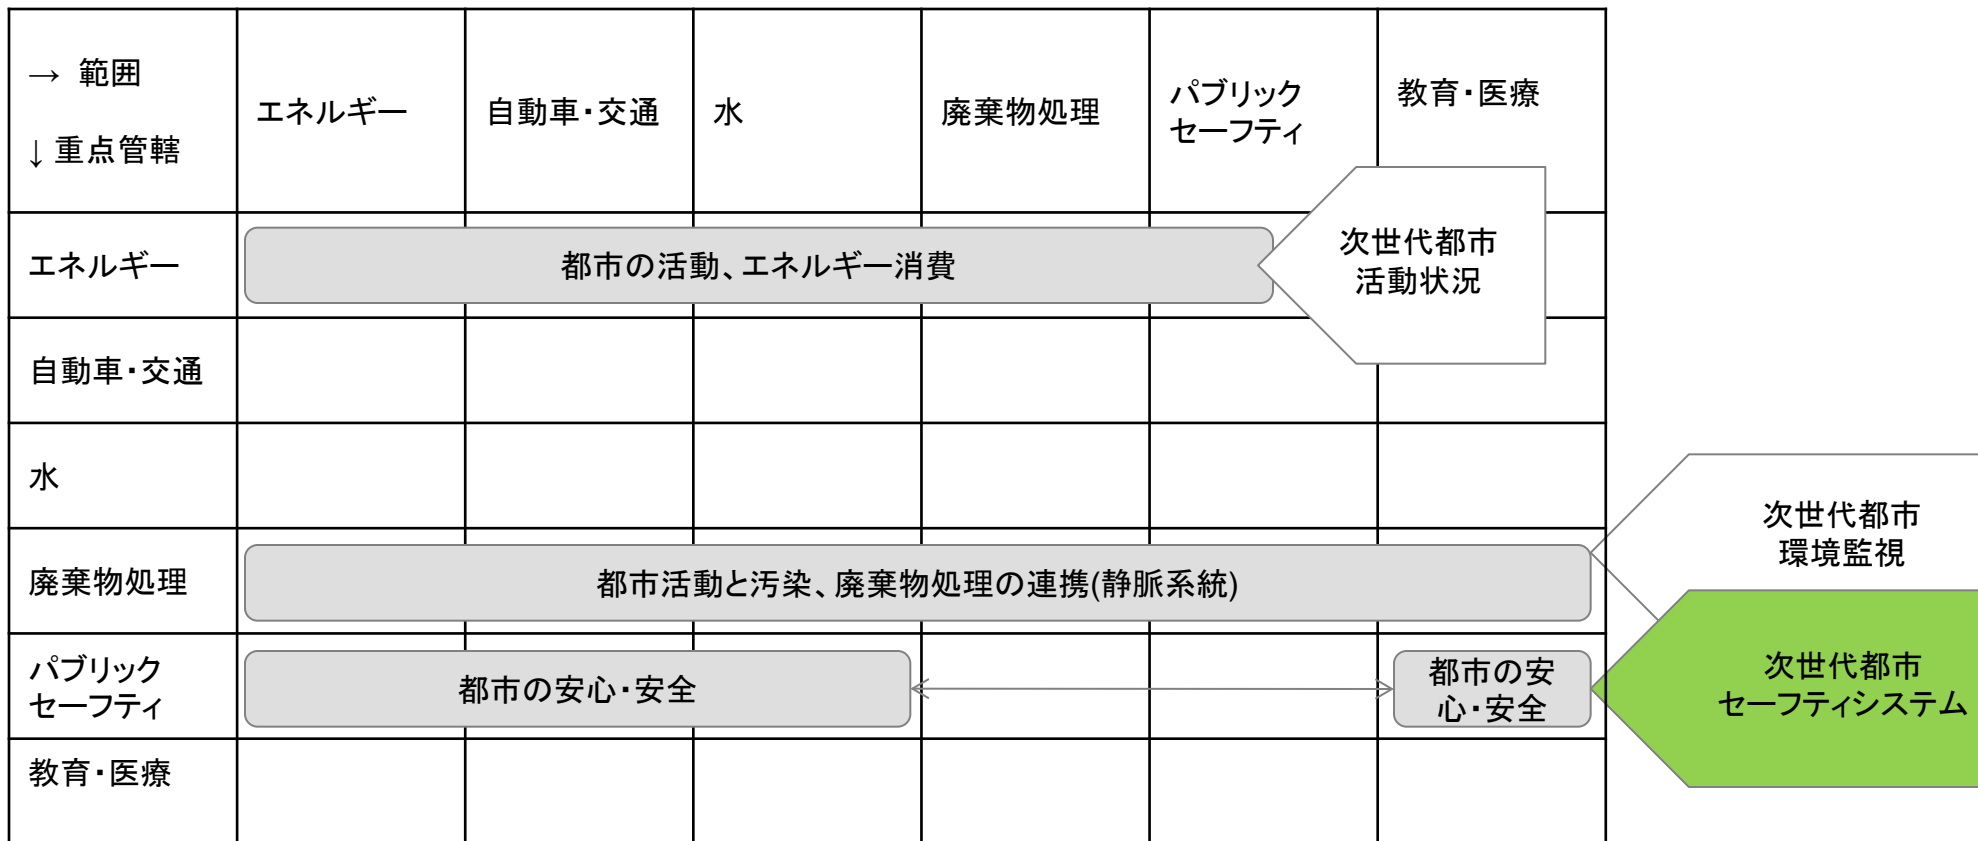 → 範囲
↓ 重点管轄
エネルギー
自動車・交通
水
廃棄物処理
パブリック
セーフティ
教育・医療
エネルギー
都市の活動、エネルギー消費
次世代都市
活動状況
自動車・交通
水
廃棄物処理
都市活動と汚染、廃棄物処理の連携(静脈系統)
次世代都市
環境監視
パブリック
セーフティ
都市の安心・安全
都市の安
心・安全
次世代都市
セーフティシステム
教育・医療